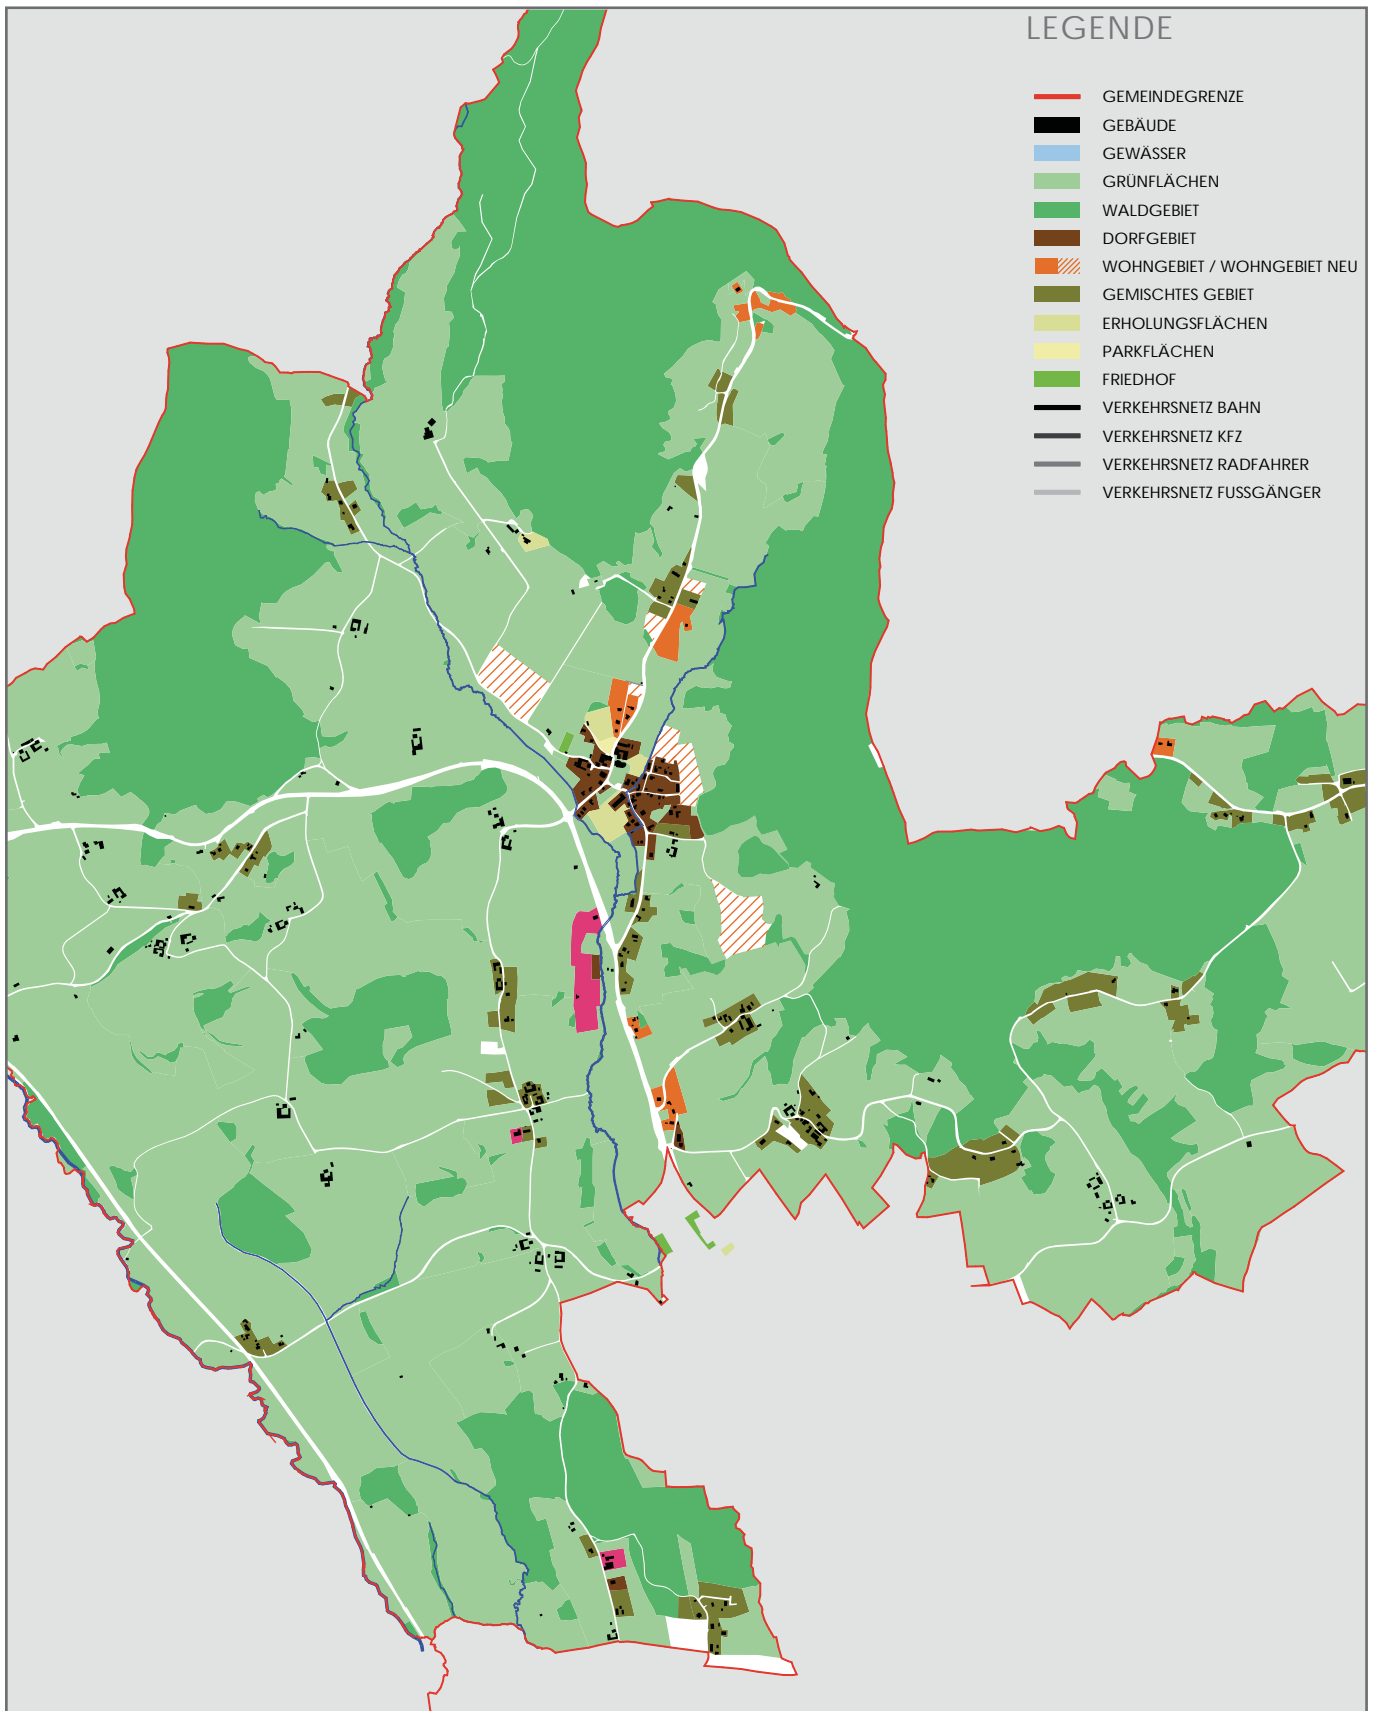 LEGENDE
GEMEINDEGRENZE
GEBÄUDE
GEWÄSSER
GRÜNFLÄCHEN
WALDGEBIET
DORFGEBIET
WOHNGEBIET / WOHNGEBIET NEU
GEMISCHTES GEBIET
ERHOLUNGSFLÄCHEN
PARKFLÄCHEN
FRIEDHOF
VERKEHRSNETZ BAHN
VERKEHRSNETZ KFZ
VERKEHRSNETZ RADFAHRER
VERKEHRSNETZ FUSSGÄNGER